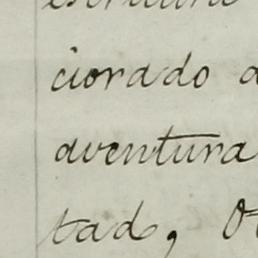 ciorado a
aventura
tad, O